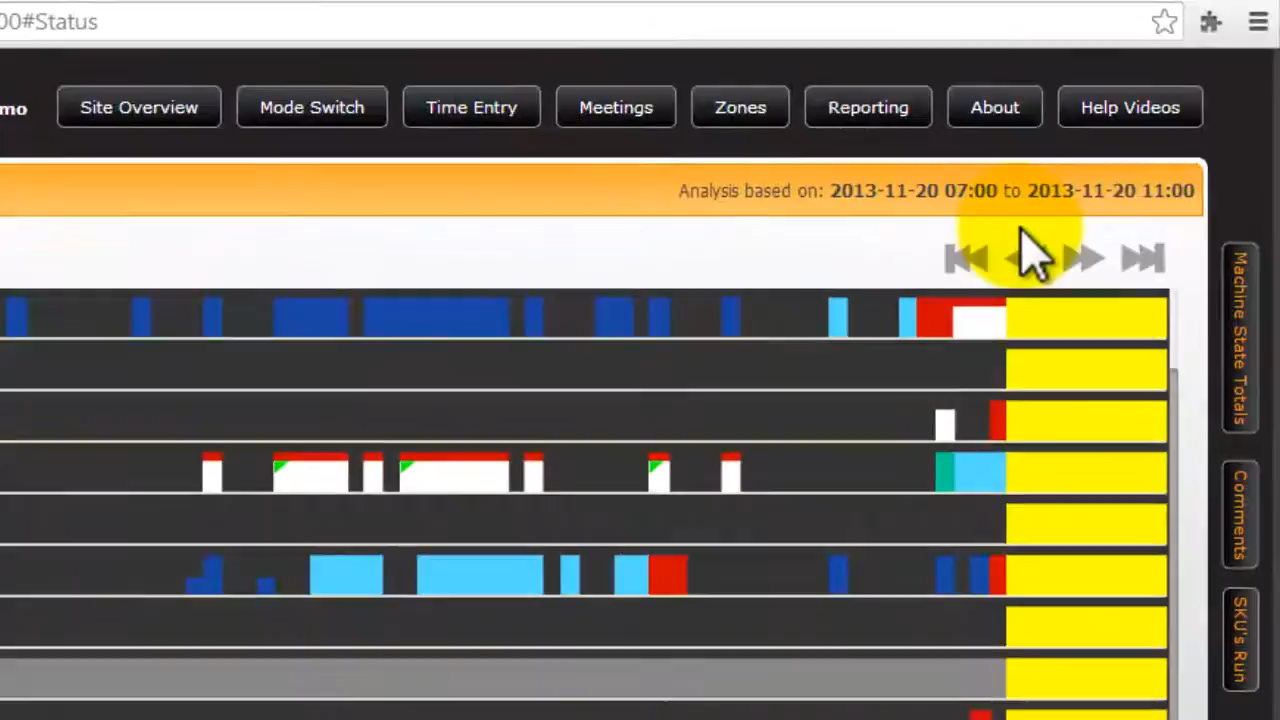 00#Status
mo Site Overview Mode Switch Time Entry Meetings Zones Reporting About Help Videos
Analysis based on: 2013-11-20 07:00 to 2013-11-20 11:00
Machine State Totals
Comments
SKU's Run